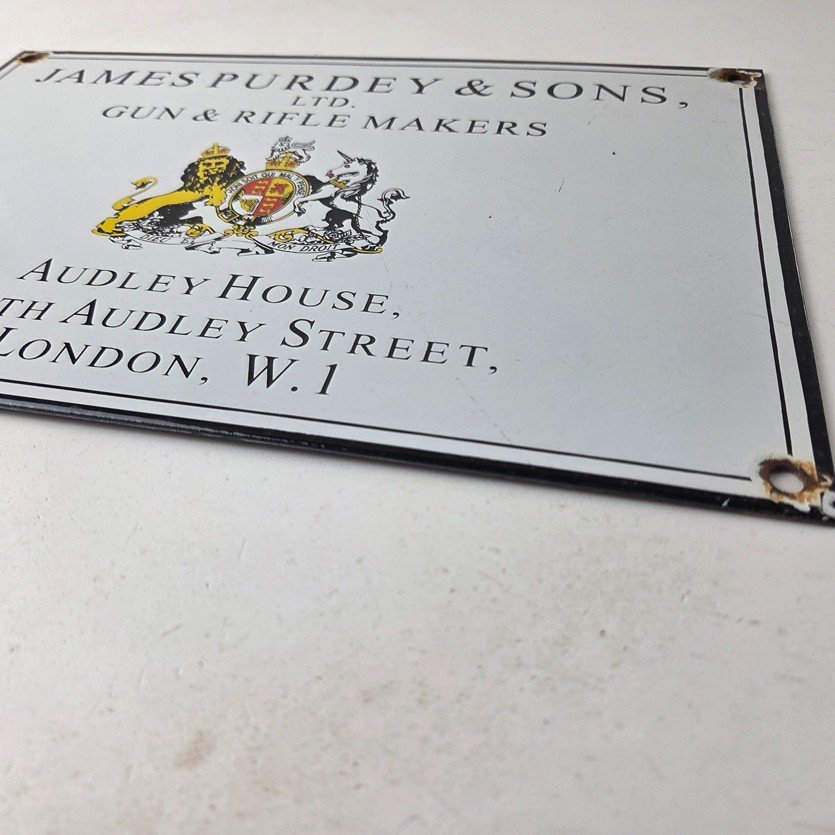 JAMES PURDEY & SONS,
LTD.
GUN & RIFLE MAKERS
AUDLEY HOUSE,
TH AUDLEY STREET,
LONDON, W.1